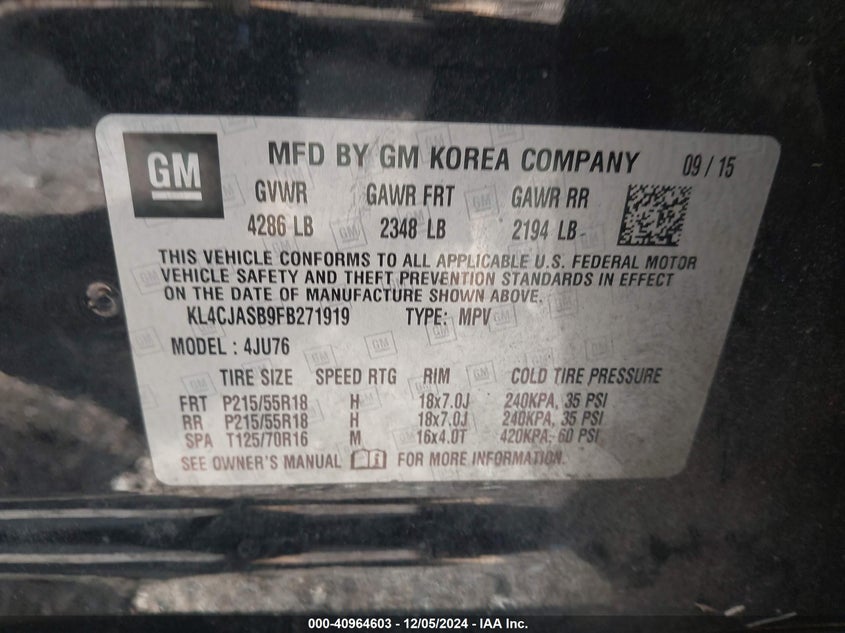 GM MFD BY GM KOREA COMPANY 09 / 15
GVWR GAWR FRT GAWR RR
4286 LB 2348 LB 2194 LB
THIS VEHICLE CONFORMS TO ALL APPLICABLE U.S. FEDERAL MOTOR
VEHICLE SAFETY AND THEFT PREVENTION STANDARDS IN EFFECT
ON THE DATE OF MANUFACTURE SHOWN ABOVE.
KL4CJASB9FB271919 TYPE: MPV
MODEL : 4JU76
TIRE SIZE SPEED RTG RIM COLD TIRE PRESSURE
FRT P215/55R18 H 18x7.0J 240KPA, 35 PSI
RR P215/55R18 H 18x7.0J 240KPA, 35 PSI
SPA T125/70R16 M 16x4.0T 420KPA, 60 PSI
SEE OWNER'S MANUAL FOR MORE INFORMATION.
000-40964603 - 12/05/2024 - IAA Inc.